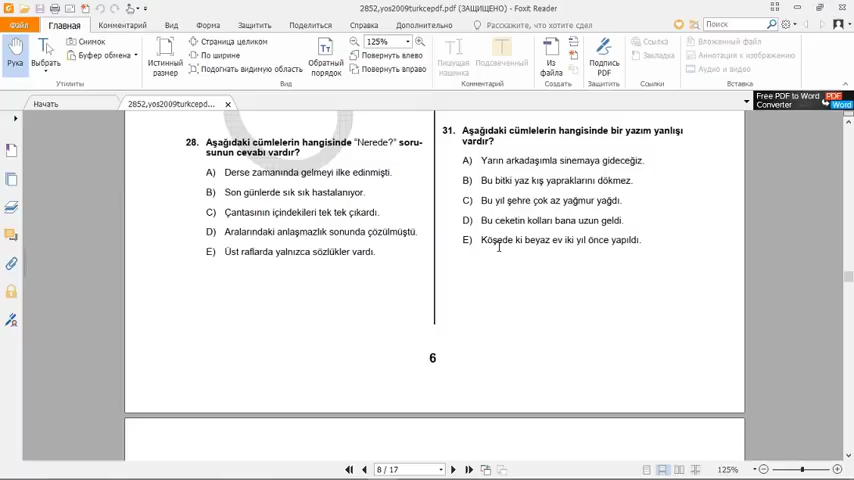 2852,yos2009turkcepdf.pdf (ЗАЩИЩЕНО) - Foxit Reader
Файл
Главная
Комментарий
Вид
Форма
Защитить
Поделиться
Справка
Дополнительно
Расскажите, что хотите сдел
Поиск
Рука
Выбрать
Снимок
Буфер обмена
Утилиты
Истинный размер
Страница целиком
По ширине
Подогнать видимую область
Обратный порядок
125%
Повернуть влево
Повернуть вправо
Вид
Печатная машинка
Подсвеченный
Комментарий
Из файла
Создать
Подпись PDF
Защитить
Ссылка
Закладка
Ссылки
Вложенный файл
Аннотация к изображению
Аудио и видео
Вставка
Начать
2852,yos2009turkcepd...
Free PDF to Word Converter
PDF
Word
28. Aşağıdaki cümlelerin hangisinde "Nerede?" soru-
sunun cevabı vardır?
A) Derse zamanında gelmeyi ilke edinmişti.
B) Son günlerde sık sık hastalanıyor.
C) Çantasının içindekileri tek tek çıkardı.
D) Aralarındaki anlaşmazlık sonunda çözülmüştü.
E) Üst raflarda yalnızca sözlükler vardı.
31. Aşağıdaki cümlelerin hangisinde bir yazım yanlışı
vardır?
A) Yarın arkadaşımla sinemaya gideceğiz.
B) Bu bitki yaz kış yapraklarını dökmez.
C) Bu yıl şehre çok az yağmur yağdı.
D) Bu ceketin kolları bana uzun geldi.
E) Köşede ki beyaz ev iki yıl önce yapıldı.
6
8 / 17
125%